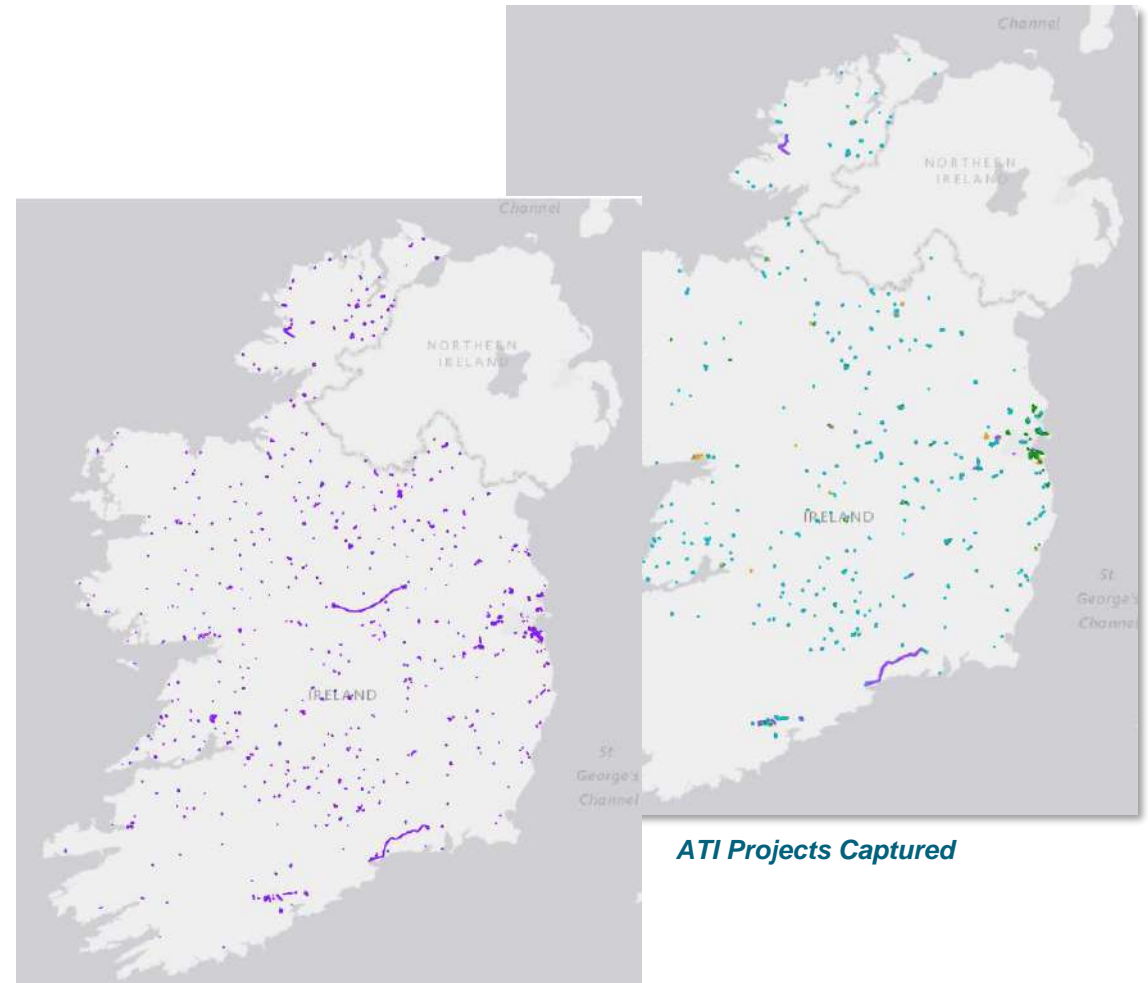 Channel
NORTHERN
IRELAND
IRELAND
St.
George's
Channel
Channel
NORTHERN
IRELAND
IRELAND
St.
George's
Channel
ATI Projects Captured